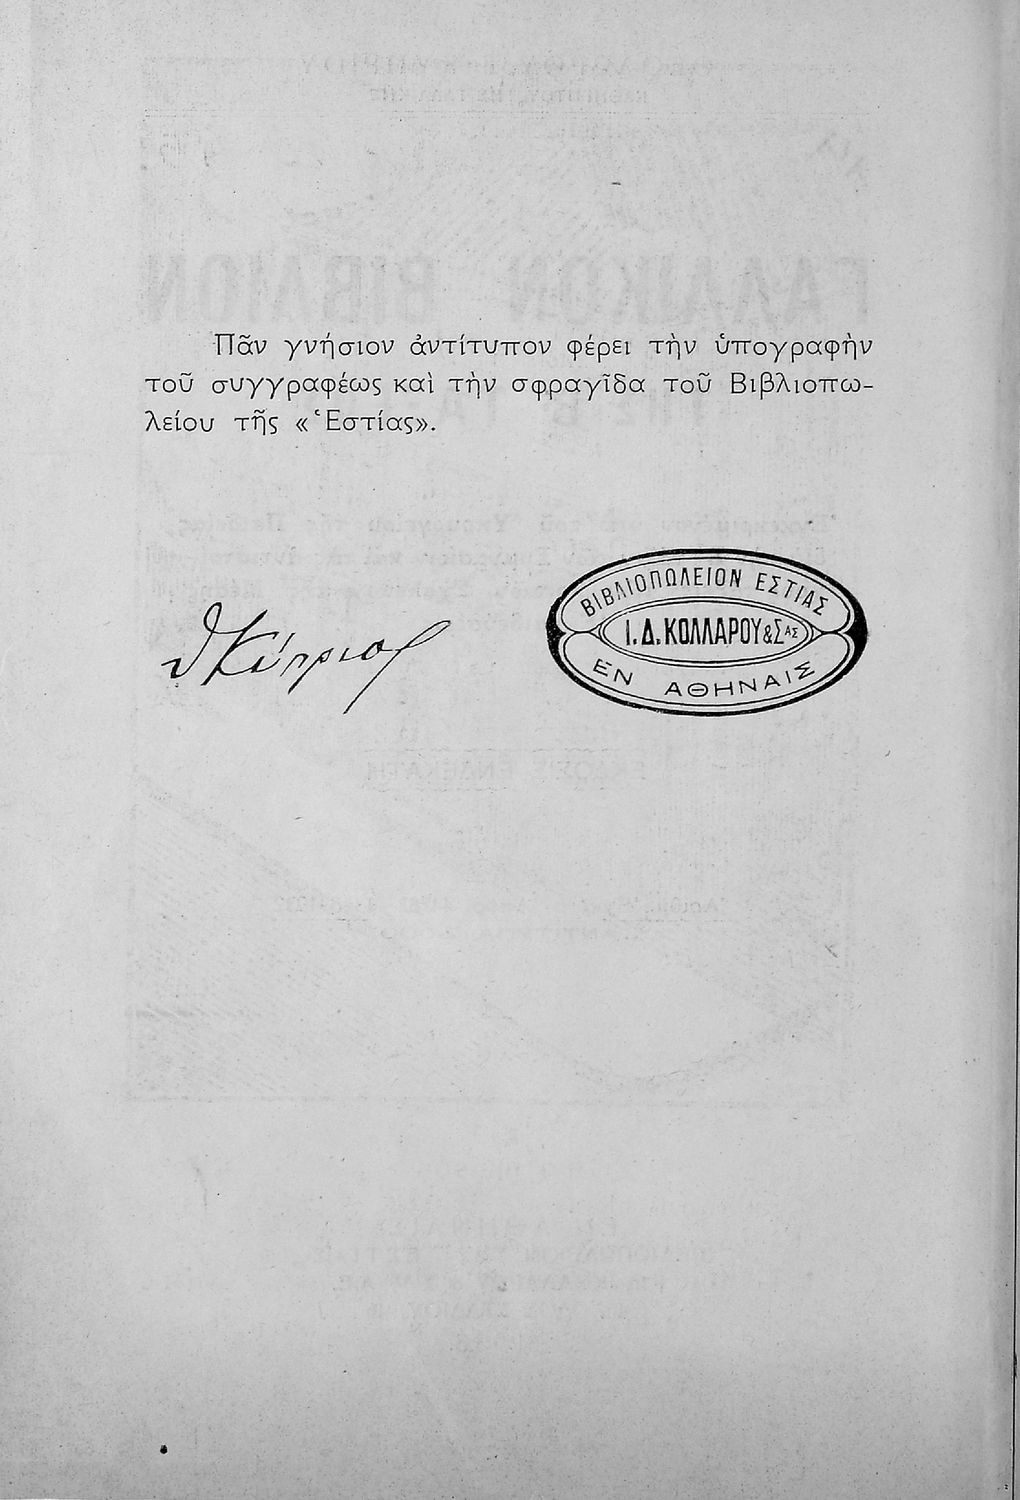 Πᾶν γνήσιον ἀντίτυπον φέρει τὴν ὑπογραφὴν
τοῦ συγγραφέως καὶ τὴν σφραγῖδα τοῦ Βιβλιοπω-
λείου τῆς «Ἑστίας».
ΒΙΒΛΙΟΠΩΛΕΙΟΝ ΕΣΤΙΑΣ
Ι.Δ. ΚΟΛΛΑΡΟΥ & ΣΑΣ
ΕΝ ΑΘΗΝΑΙΣ